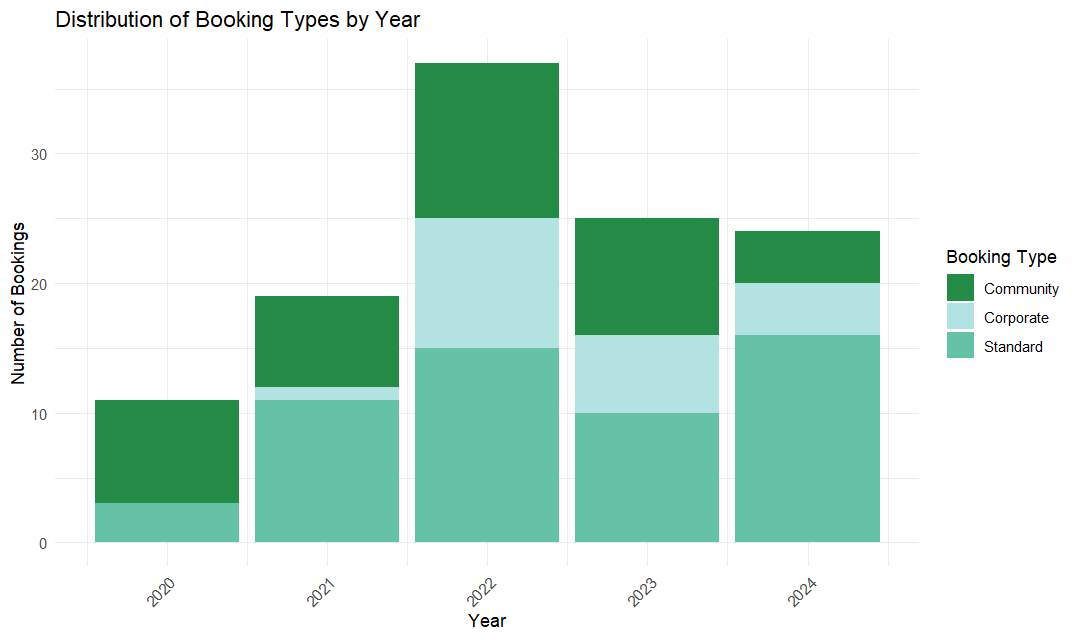 Distribution of Booking Types by Year
Number of Bookings
30
20
10
0
2020
2021
2022
2023
2024
Year
Booking Type
Community
Corporate
Standard